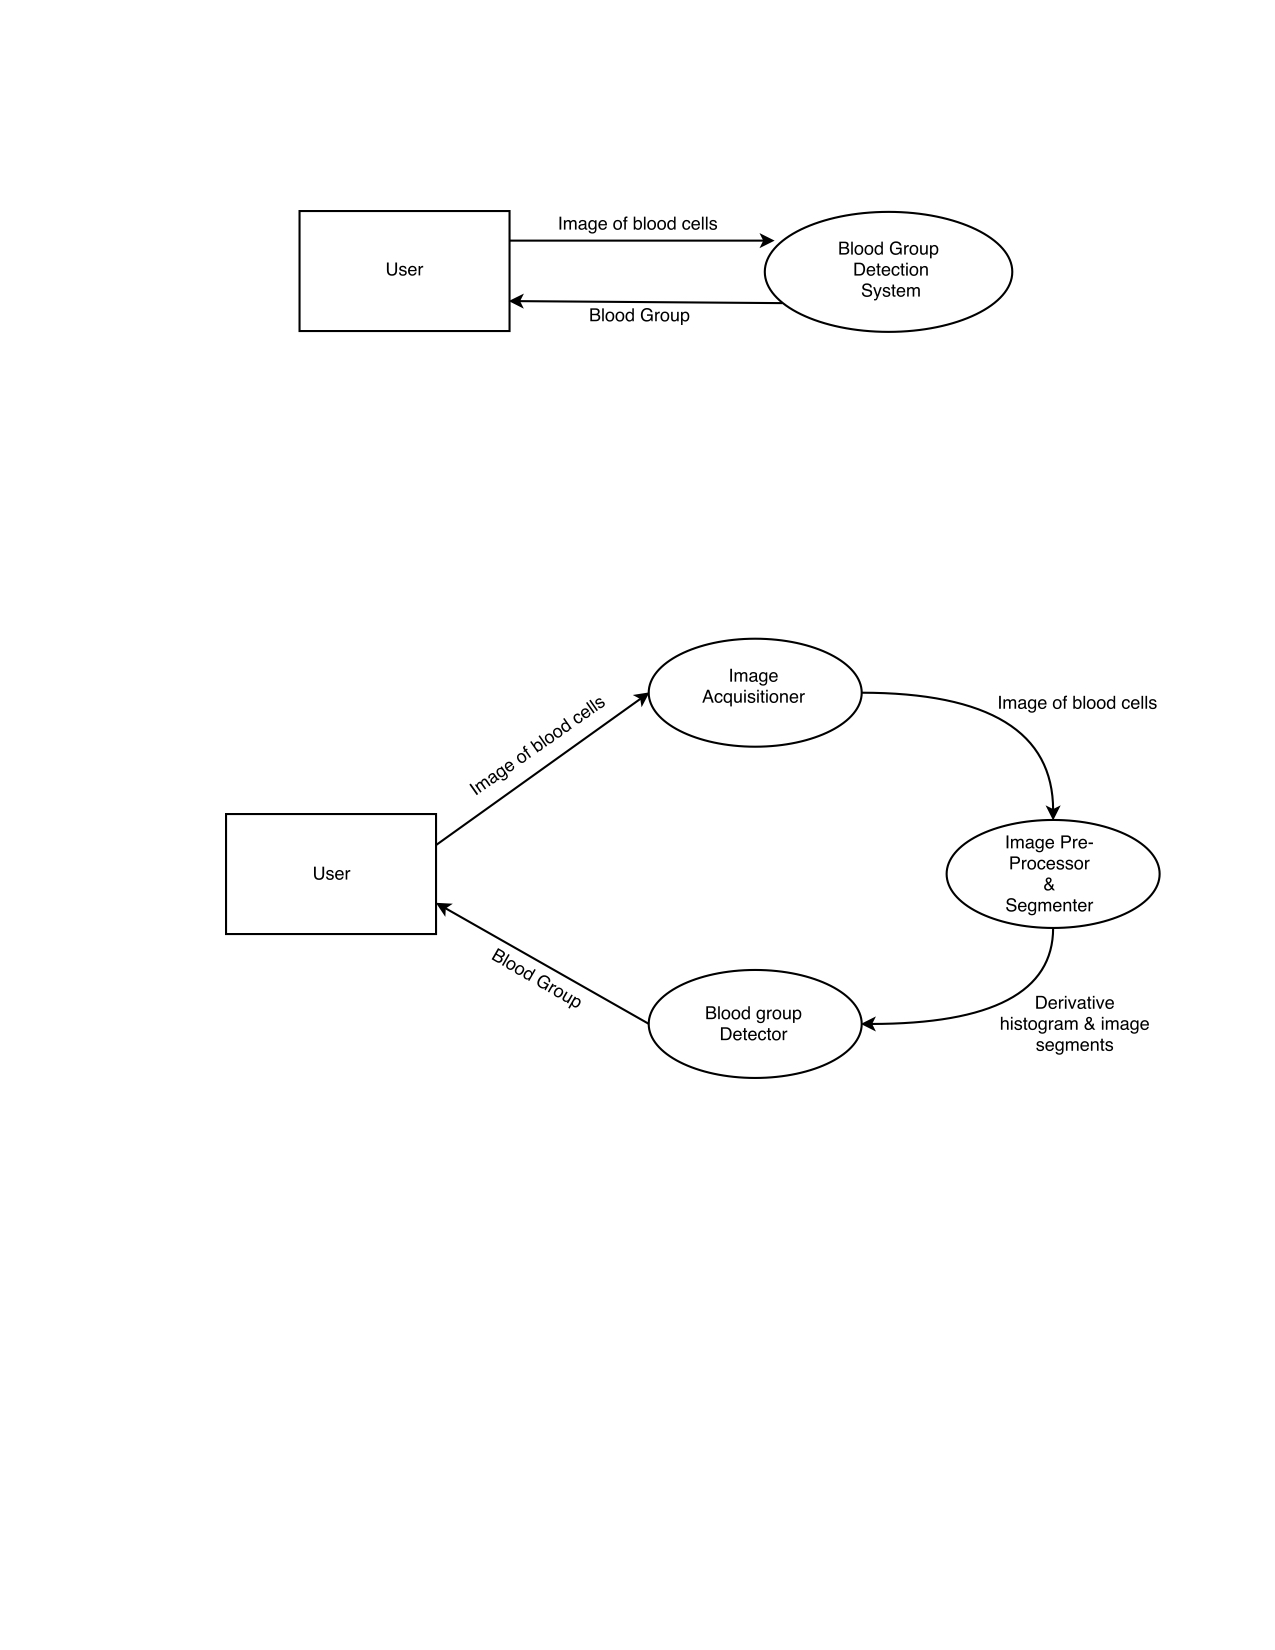 Image of blood cells
User
Blood Group
Detection
System
Blood Group
Image
Acquisitioner
Image of blood cells
Image of blood cells
User
Image Pre-
Processor
&
Segmenter
Blood Group
Blood group
Detector
Derivative
histogram & image
segments